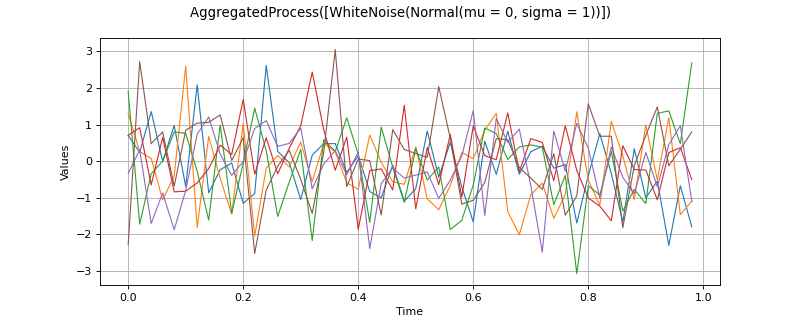 AggregatedProcess([WhiteNoise(Normal(mu = 0, sigma = 1))])
Values
3
2
1
0
−1
−2
−3
0.0 0.2 0.4 0.6 0.8 1.0
Time